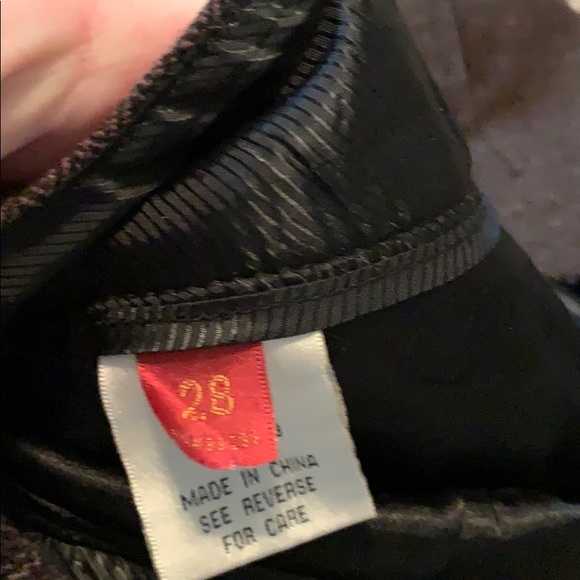 28
MADE IN CHINA
SEE REVERSE
FOR CARE